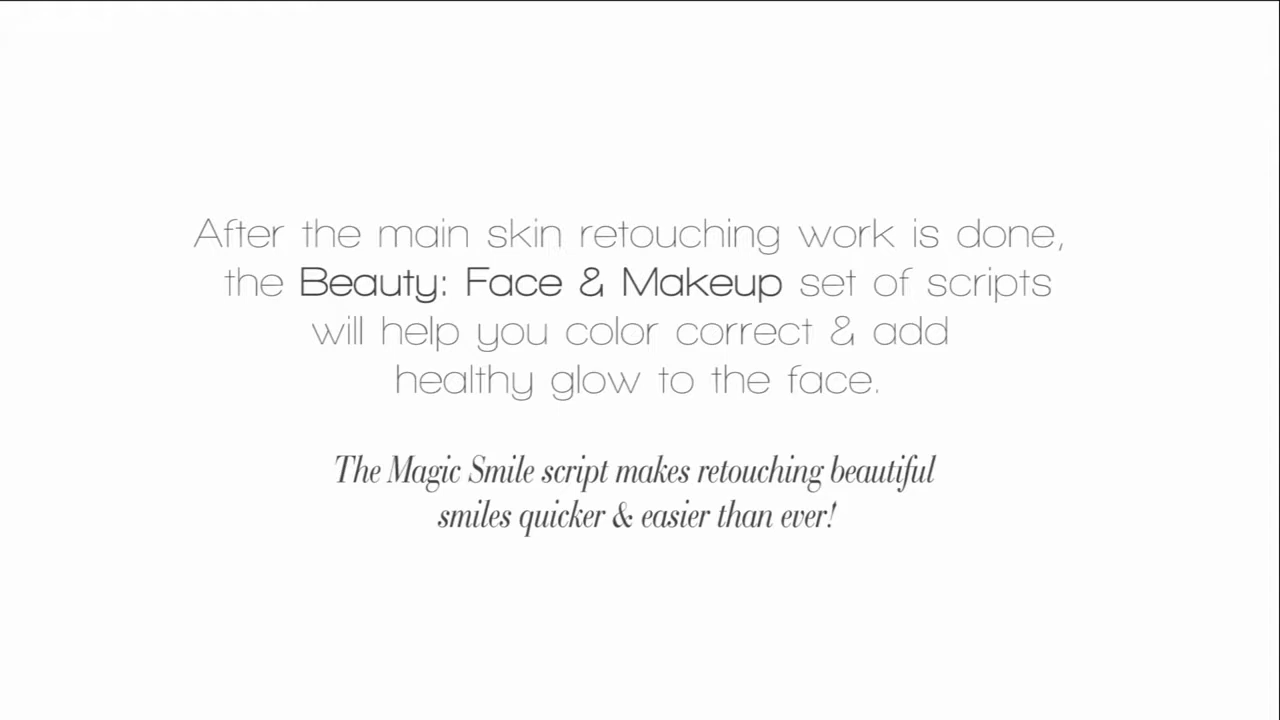 After the main skin retouching work is done,
the Beauty: Face & Makeup set of scripts
will help you color correct & add
healthy glow to the face.
The Magic Smile script makes retouching beautiful
smiles quicker & easier than ever!